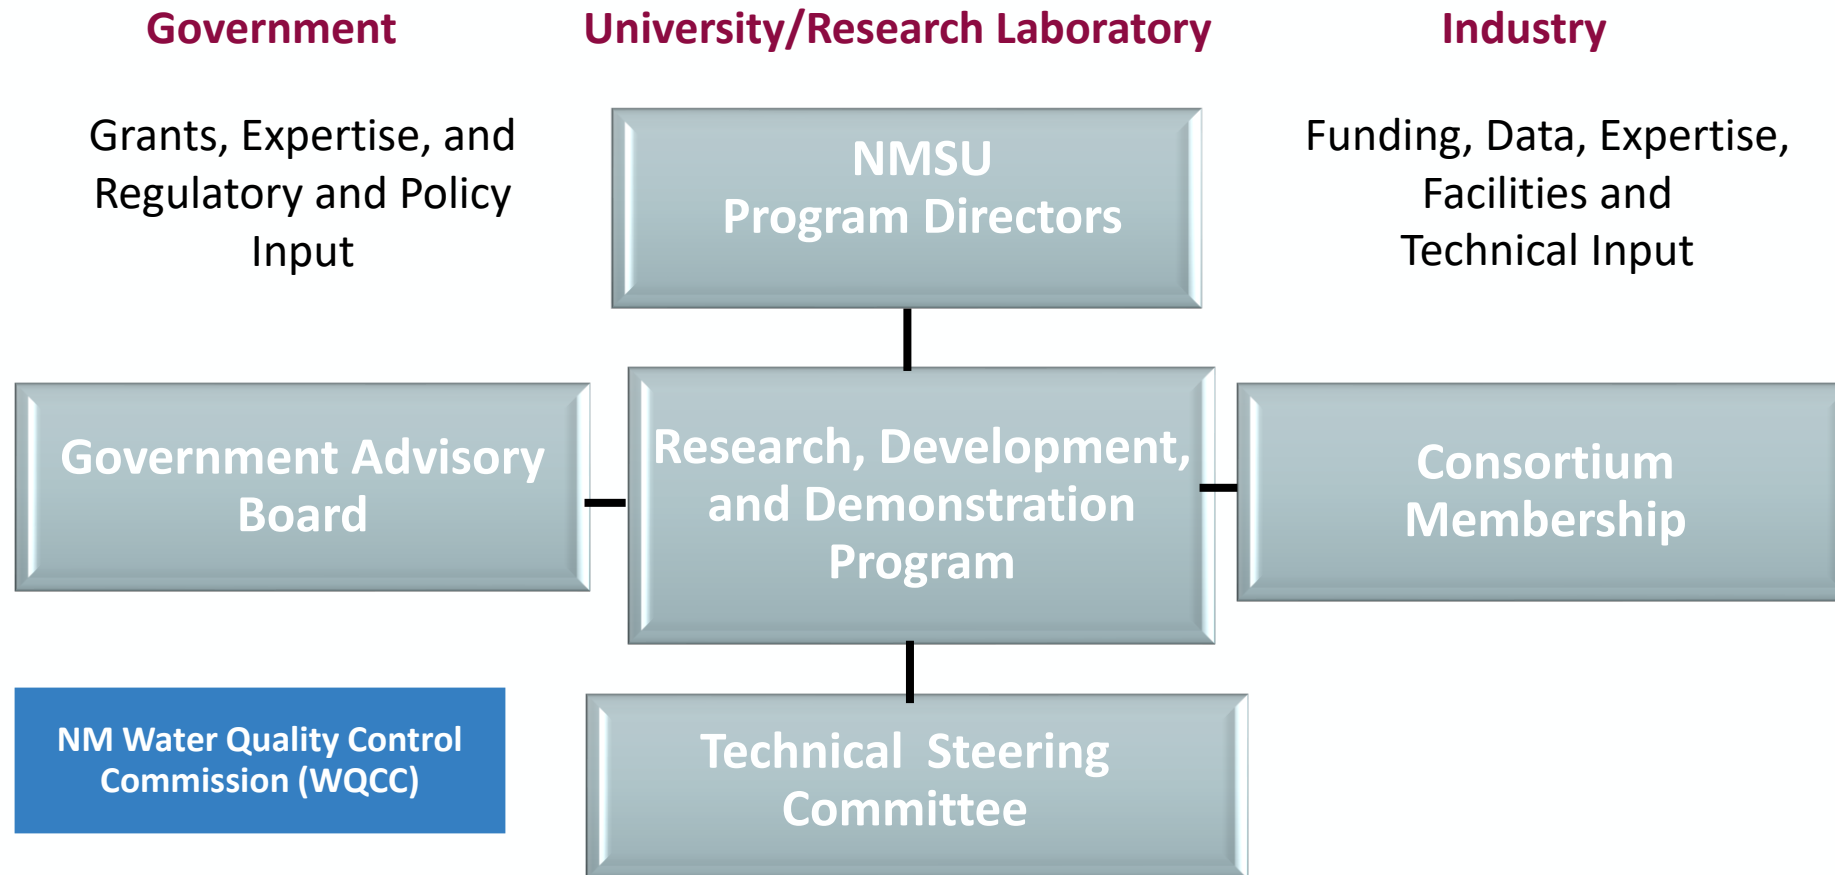 Government
University/Research Laboratory
Industry
Grants, Expertise, and
Regulatory and Policy
Input
NMSU
Program Directors
Funding, Data, Expertise,
Facilities and
Technical Input
Government Advisory
Board
Research, Development,
and Demonstration
Program
Consortium
Membership
NM Water Quality Control
Commission (WQCC)
Technical Steering
Committee